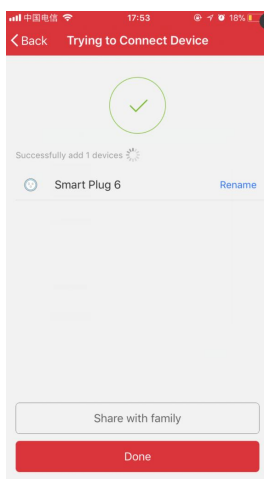 中国电信 17:53 18%
Back Trying to Connect Device
Successfully add 1 devices
Smart Plug 6 Rename
Share with family
Done